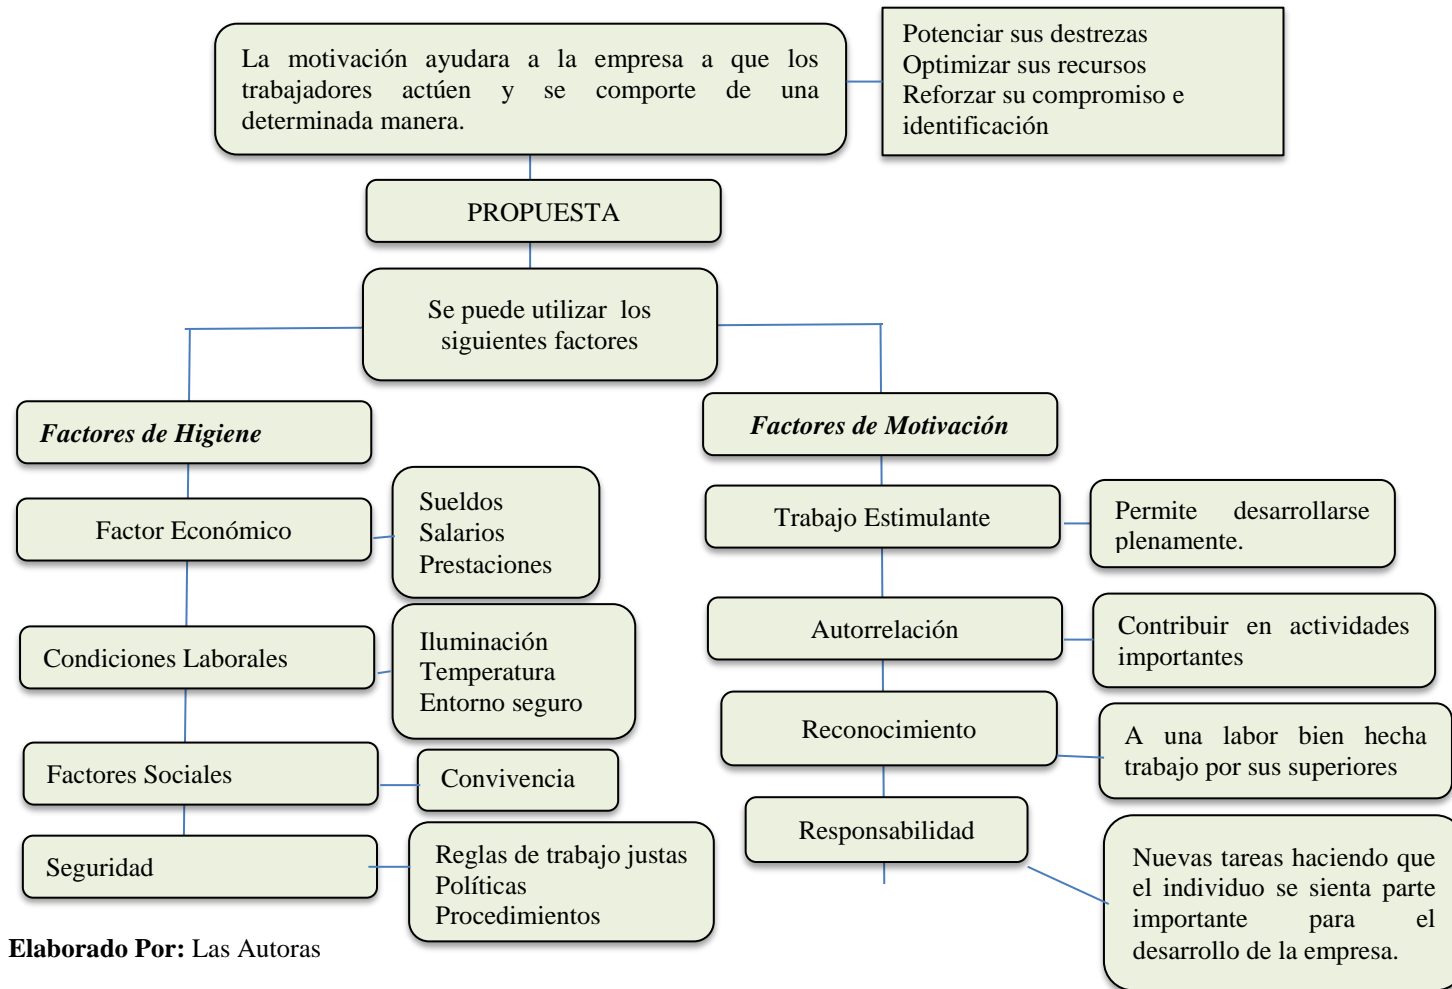 La motivación ayudara a la empresa a que los
trabajadores actúen y se comporte de una
determinada manera.
Potenciar sus destrezas
Optimizar sus recursos
Reforzar su compromiso e
identificación
PROPUESTA
Se puede utilizar los
siguientes factores
Factores de Higiene
Factor Económico
Sueldos
Salarios
Prestaciones
Condiciones Laborales
Iluminación
Temperatura
Entorno seguro
Factores Sociales
Convivencia
Seguridad
Reglas de trabajo justas
Políticas
Procedimientos
Factores de Motivación
Trabajo Estimulante
Permite desarrollarse
plenamente.
Autorrelación
Contribuir en actividades
importantes
Reconocimiento
A una labor bien hecha
trabajo por sus superiores
Responsabilidad
Nuevas tareas haciendo que
el individuo se sienta parte
importante para el
desarrollo de la empresa.
Elaborado Por: Las Autoras